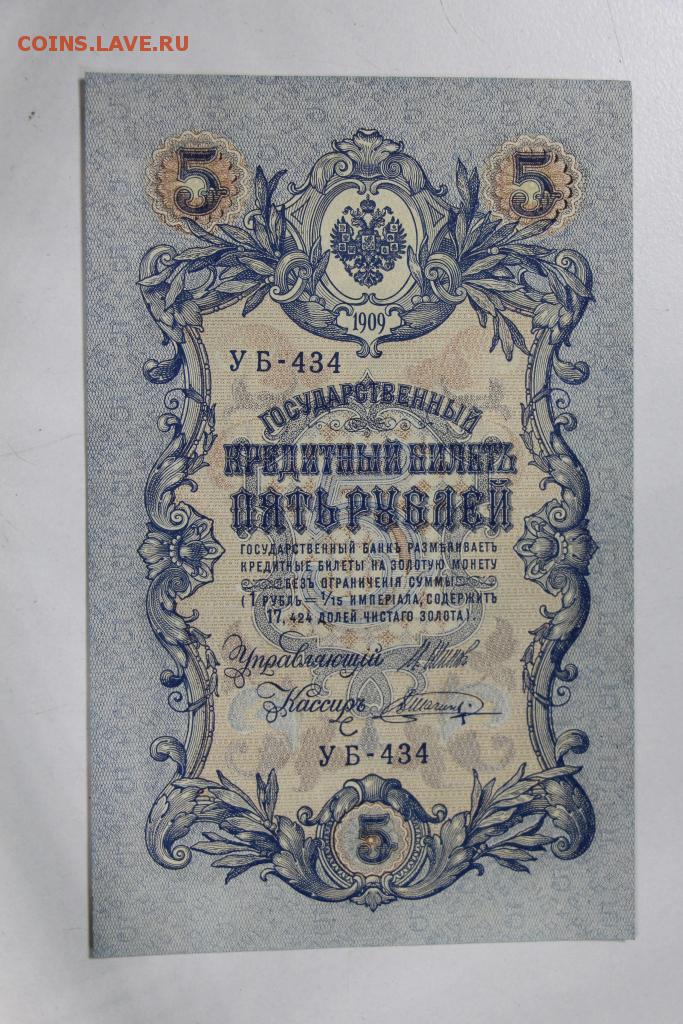 COINS.LAVE.RU
5 5
1909
УБ-434
ГОСУДАРСТВЕННЫЙ
КРЕДИТНЫЙ БИЛЕТЪ
ПЯТЬ РУБЛЕЙ
ГОСУДАРСТВЕННЫЙ БАНКЪ РАЗМѢНИВАЕТЪ
КРЕДИТНЫЕ БИЛЕТЫ НА ЗОЛОТУЮ МОНЕТУ
БЕЗЪ ОГРАНИЧЕНІЯ СУММЫ
(1 РУБЛЬ = 1/15 ИМПЕРІАЛА, СОДЕРЖИТЪ
17,424 ДОЛЕЙ ЧИСТАГО ЗОЛОТА).
Управляющій
Кассиръ
УБ-434
5